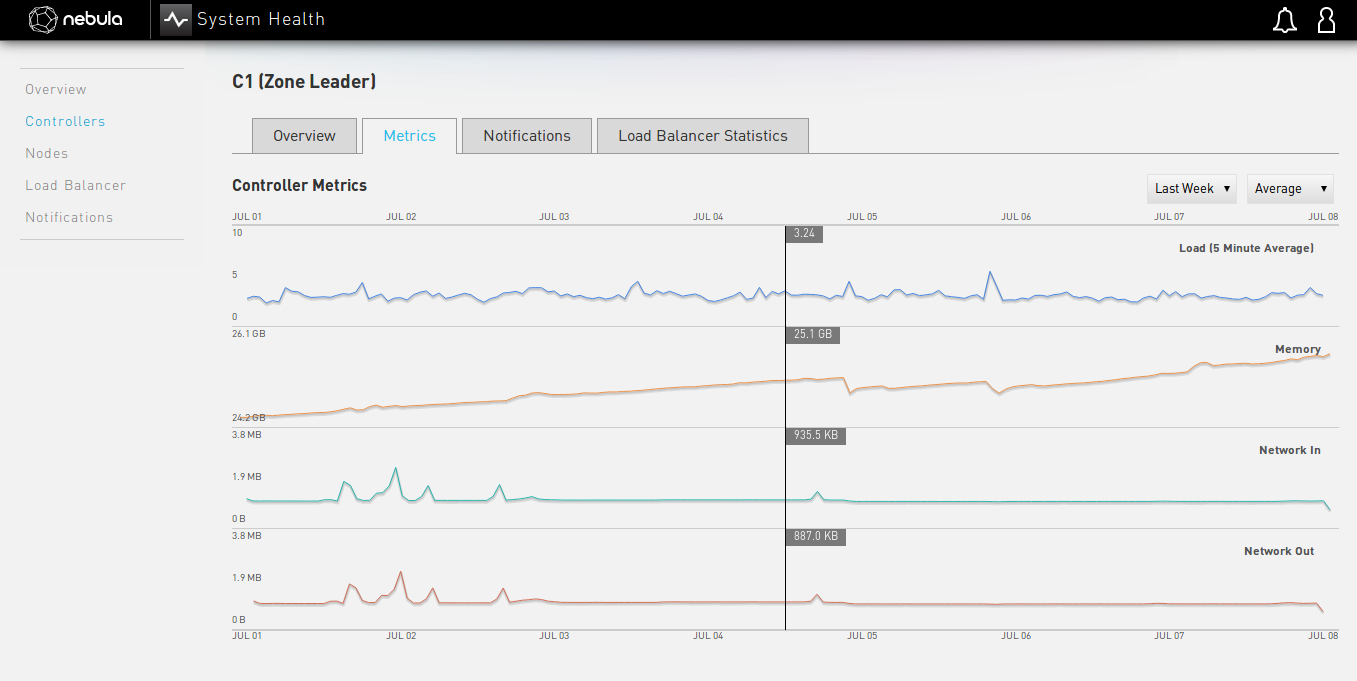 nebula System Health
Overview
Controllers
Nodes
Load Balancer
Notifications
C1 (Zone Leader)
Overview Metrics Notifications Load Balancer Statistics
Controller Metrics Last Week Average
JUL 01 JUL 02 JUL 03 JUL 04 JUL 05 JUL 06 JUL 07 JUL 08
10 3.24
Load (5 Minute Average)
5
0
26.1 GB 25.1 GB
Memory
24.2 GB
3.8 MB 935.5 KB
Network In
1.9 MB
0 B
3.8 MB 887.0 KB
Network Out
1.9 MB
0 B
JUL 01 JUL 02 JUL 03 JUL 04 JUL 05 JUL 06 JUL 07 JUL 08